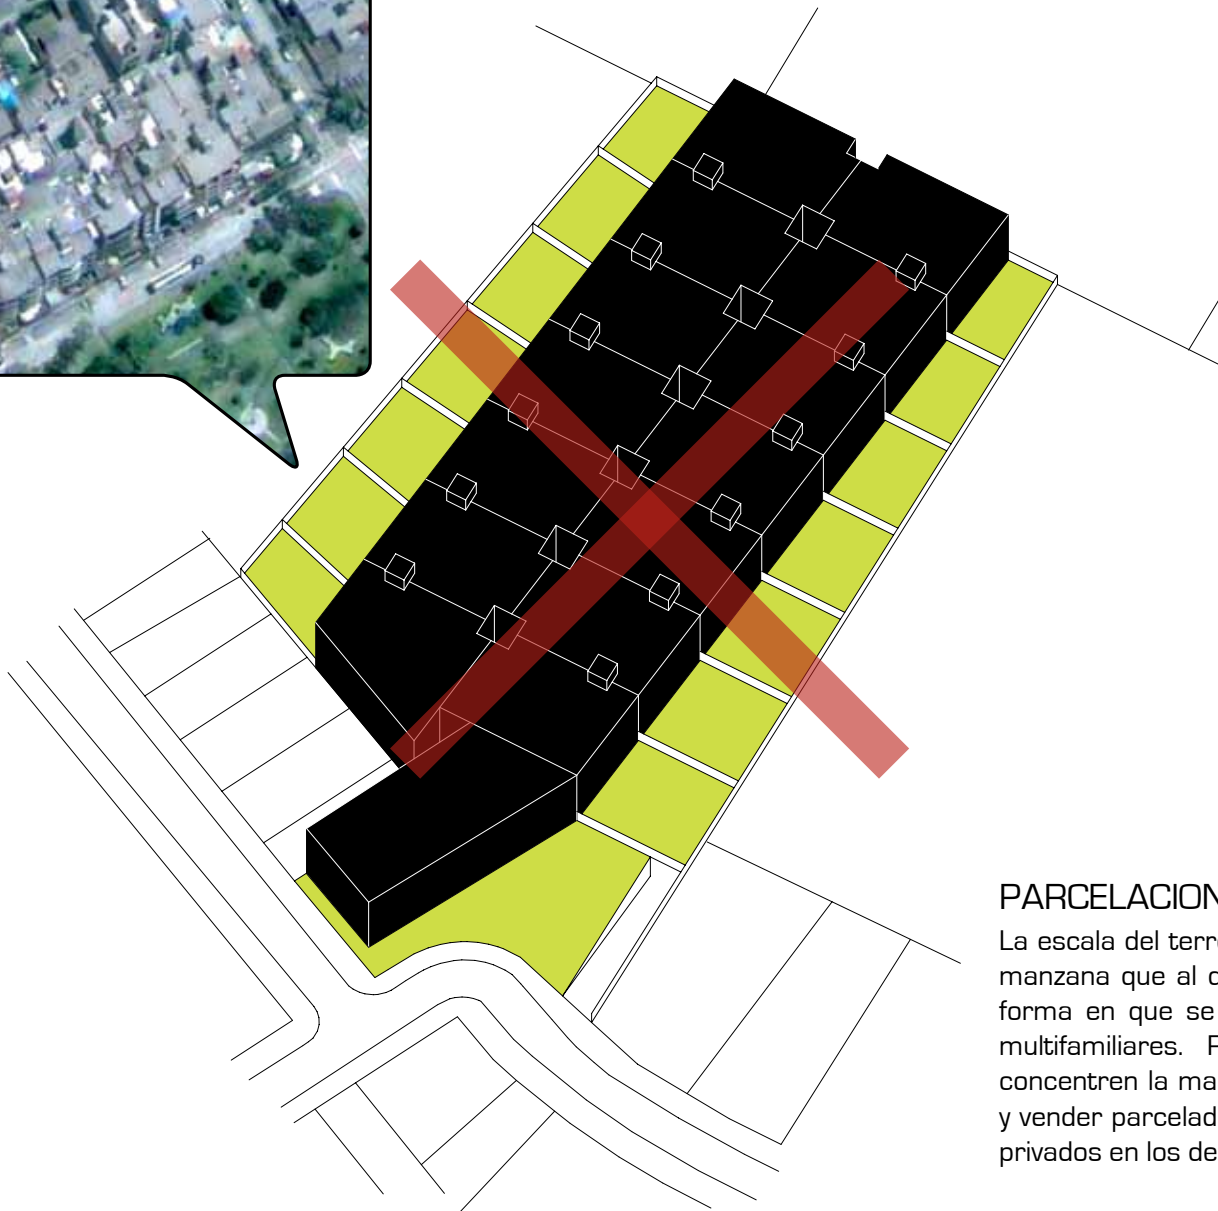 PARCELACION
La escala del terr
manzana que al
forma en que se
multifamiliares.
concentren la ma
y vender parcelad
privados en los de